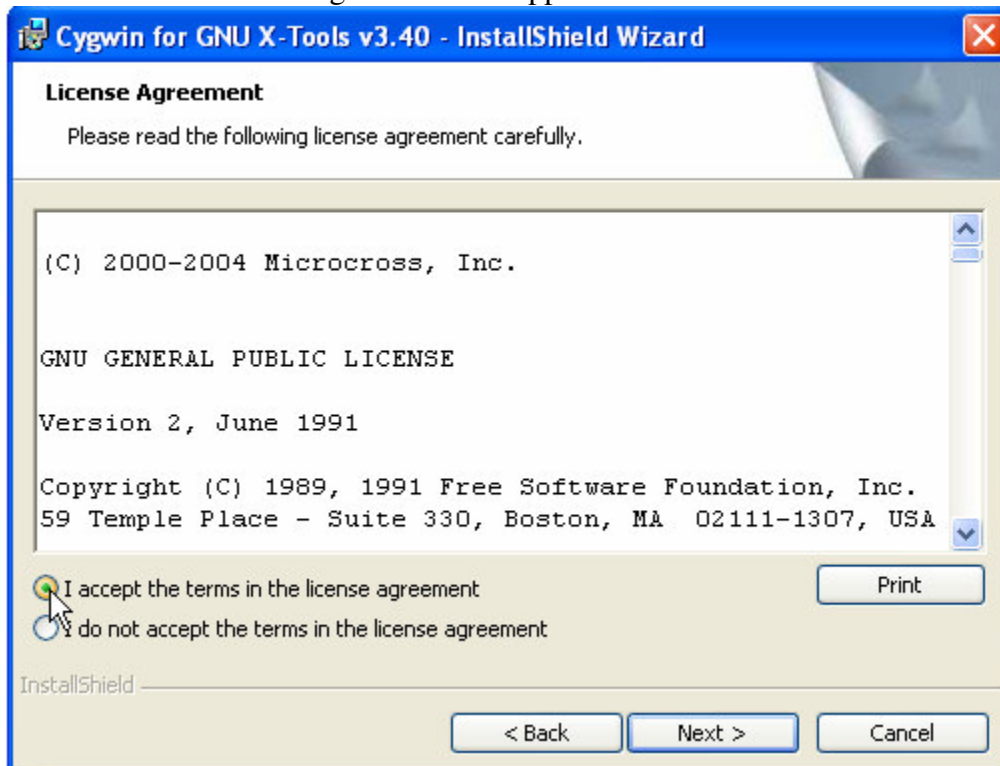 Cygwin for GNU X-Tools v3.40 - InstallShield Wizard
License Agreement
Please read the following license agreement carefully.
(C) 2000-2004 Microcross, Inc.
GNU GENERAL PUBLIC LICENSE
Version 2, June 1991
Copyright (C) 1989, 1991 Free Software Foundation, Inc.
59 Temple Place - Suite 330, Boston, MA  02111-1307, USA
I accept the terms in the license agreement
Print
I do not accept the terms in the license agreement
InstallShield
< Back
Next >
Cancel